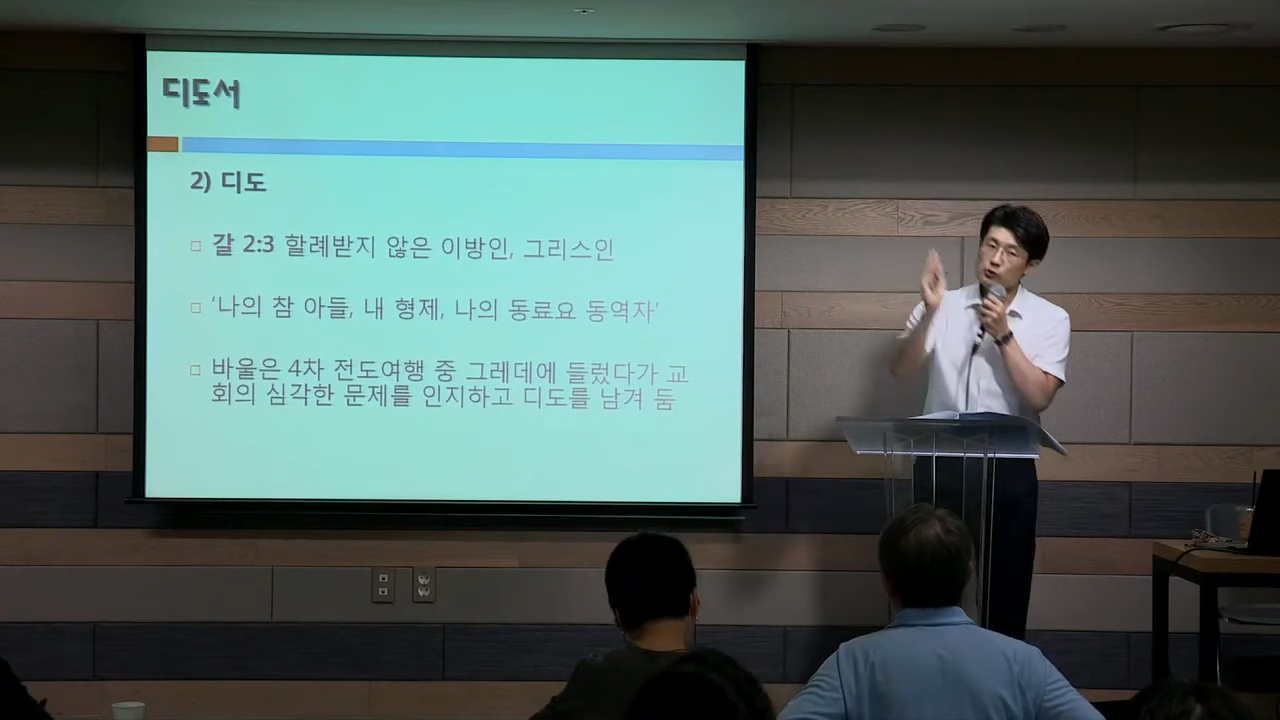 디도서
2) 디도
갈 2:3 할례받지 않은 이방인, 그리스인
'나의 참 아들, 내 형제, 나의 동료요 동역자'
바울은 4차 전도여행 중 그레데에 들렀다가 교
회의 심각한 문제를 인지하고 디도를 남겨 둠